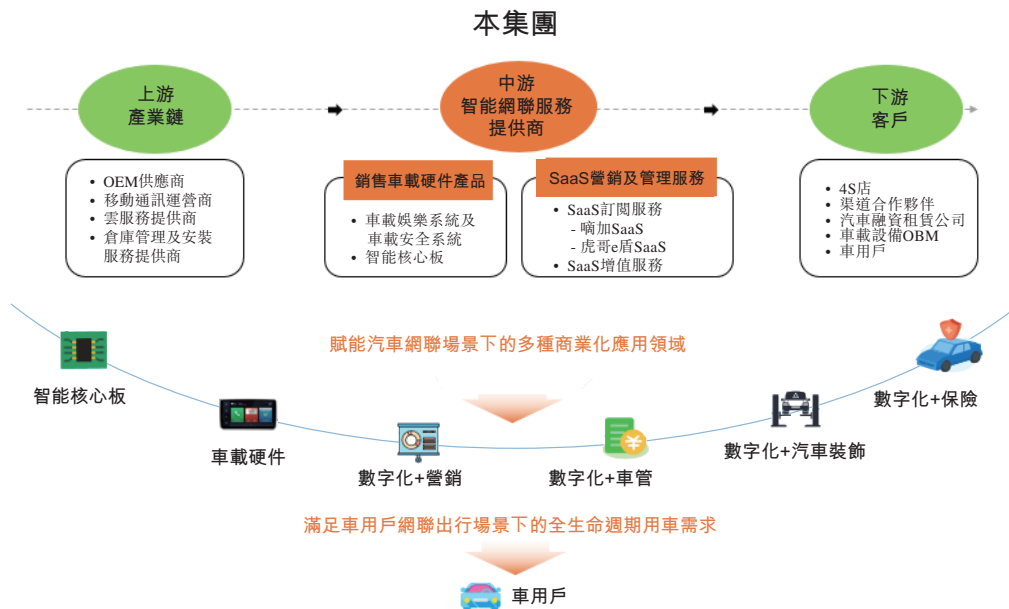 本集團
上游
產業鏈
中游
智能網聯服務
提供商
下游
客戶
• OEM供應商
• 移動通訊運營商
• 雲服務提供商
• 倉庫管理及安裝
服務提供商
銷售車載硬件產品
• 車載娛樂系統及
車載安全系統
• 智能核心板
SaaS營銷及管理服務
• SaaS訂閱服務
- 嘀加SaaS
- 虎哥e盾SaaS
• SaaS增值服務
• 4S店
• 渠道合作夥伴
• 汽車融資租賃公司
• 車載設備OBM
• 車用戶
賦能汽車網聯場景下的多種商業化應用領域
智能核心板
車載硬件
數字化+營銷
數字化+車管
數字化+汽車裝飾
數字化+保險
滿足車用戶網聯出行場景下的全生命週期用車需求
車用戶